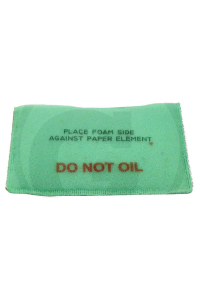 PLACE FOAM SIDE
AGAINST PAPER ELEMENT
DO NOT OIL